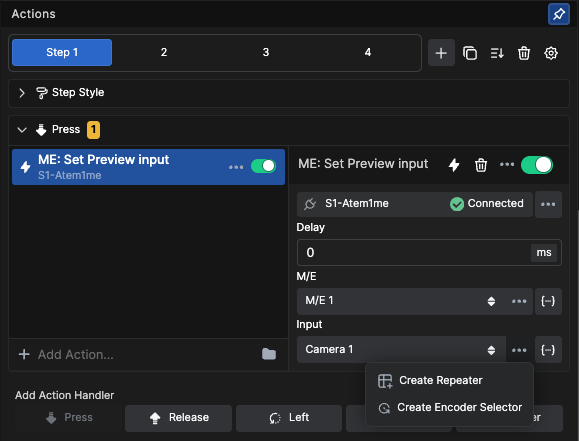 Actions
Step 1
2
3
4
Step Style
Press 1
ME: Set Preview input
S1-Atem1me
Add Action...
ME: Set Preview input
S1-Atem1me Connected
Delay
0 ms
M/E
M/E 1
Input
Camera 1
Create Repeater
Create Encoder Selector
Add Action Handler
Press
Release
Left